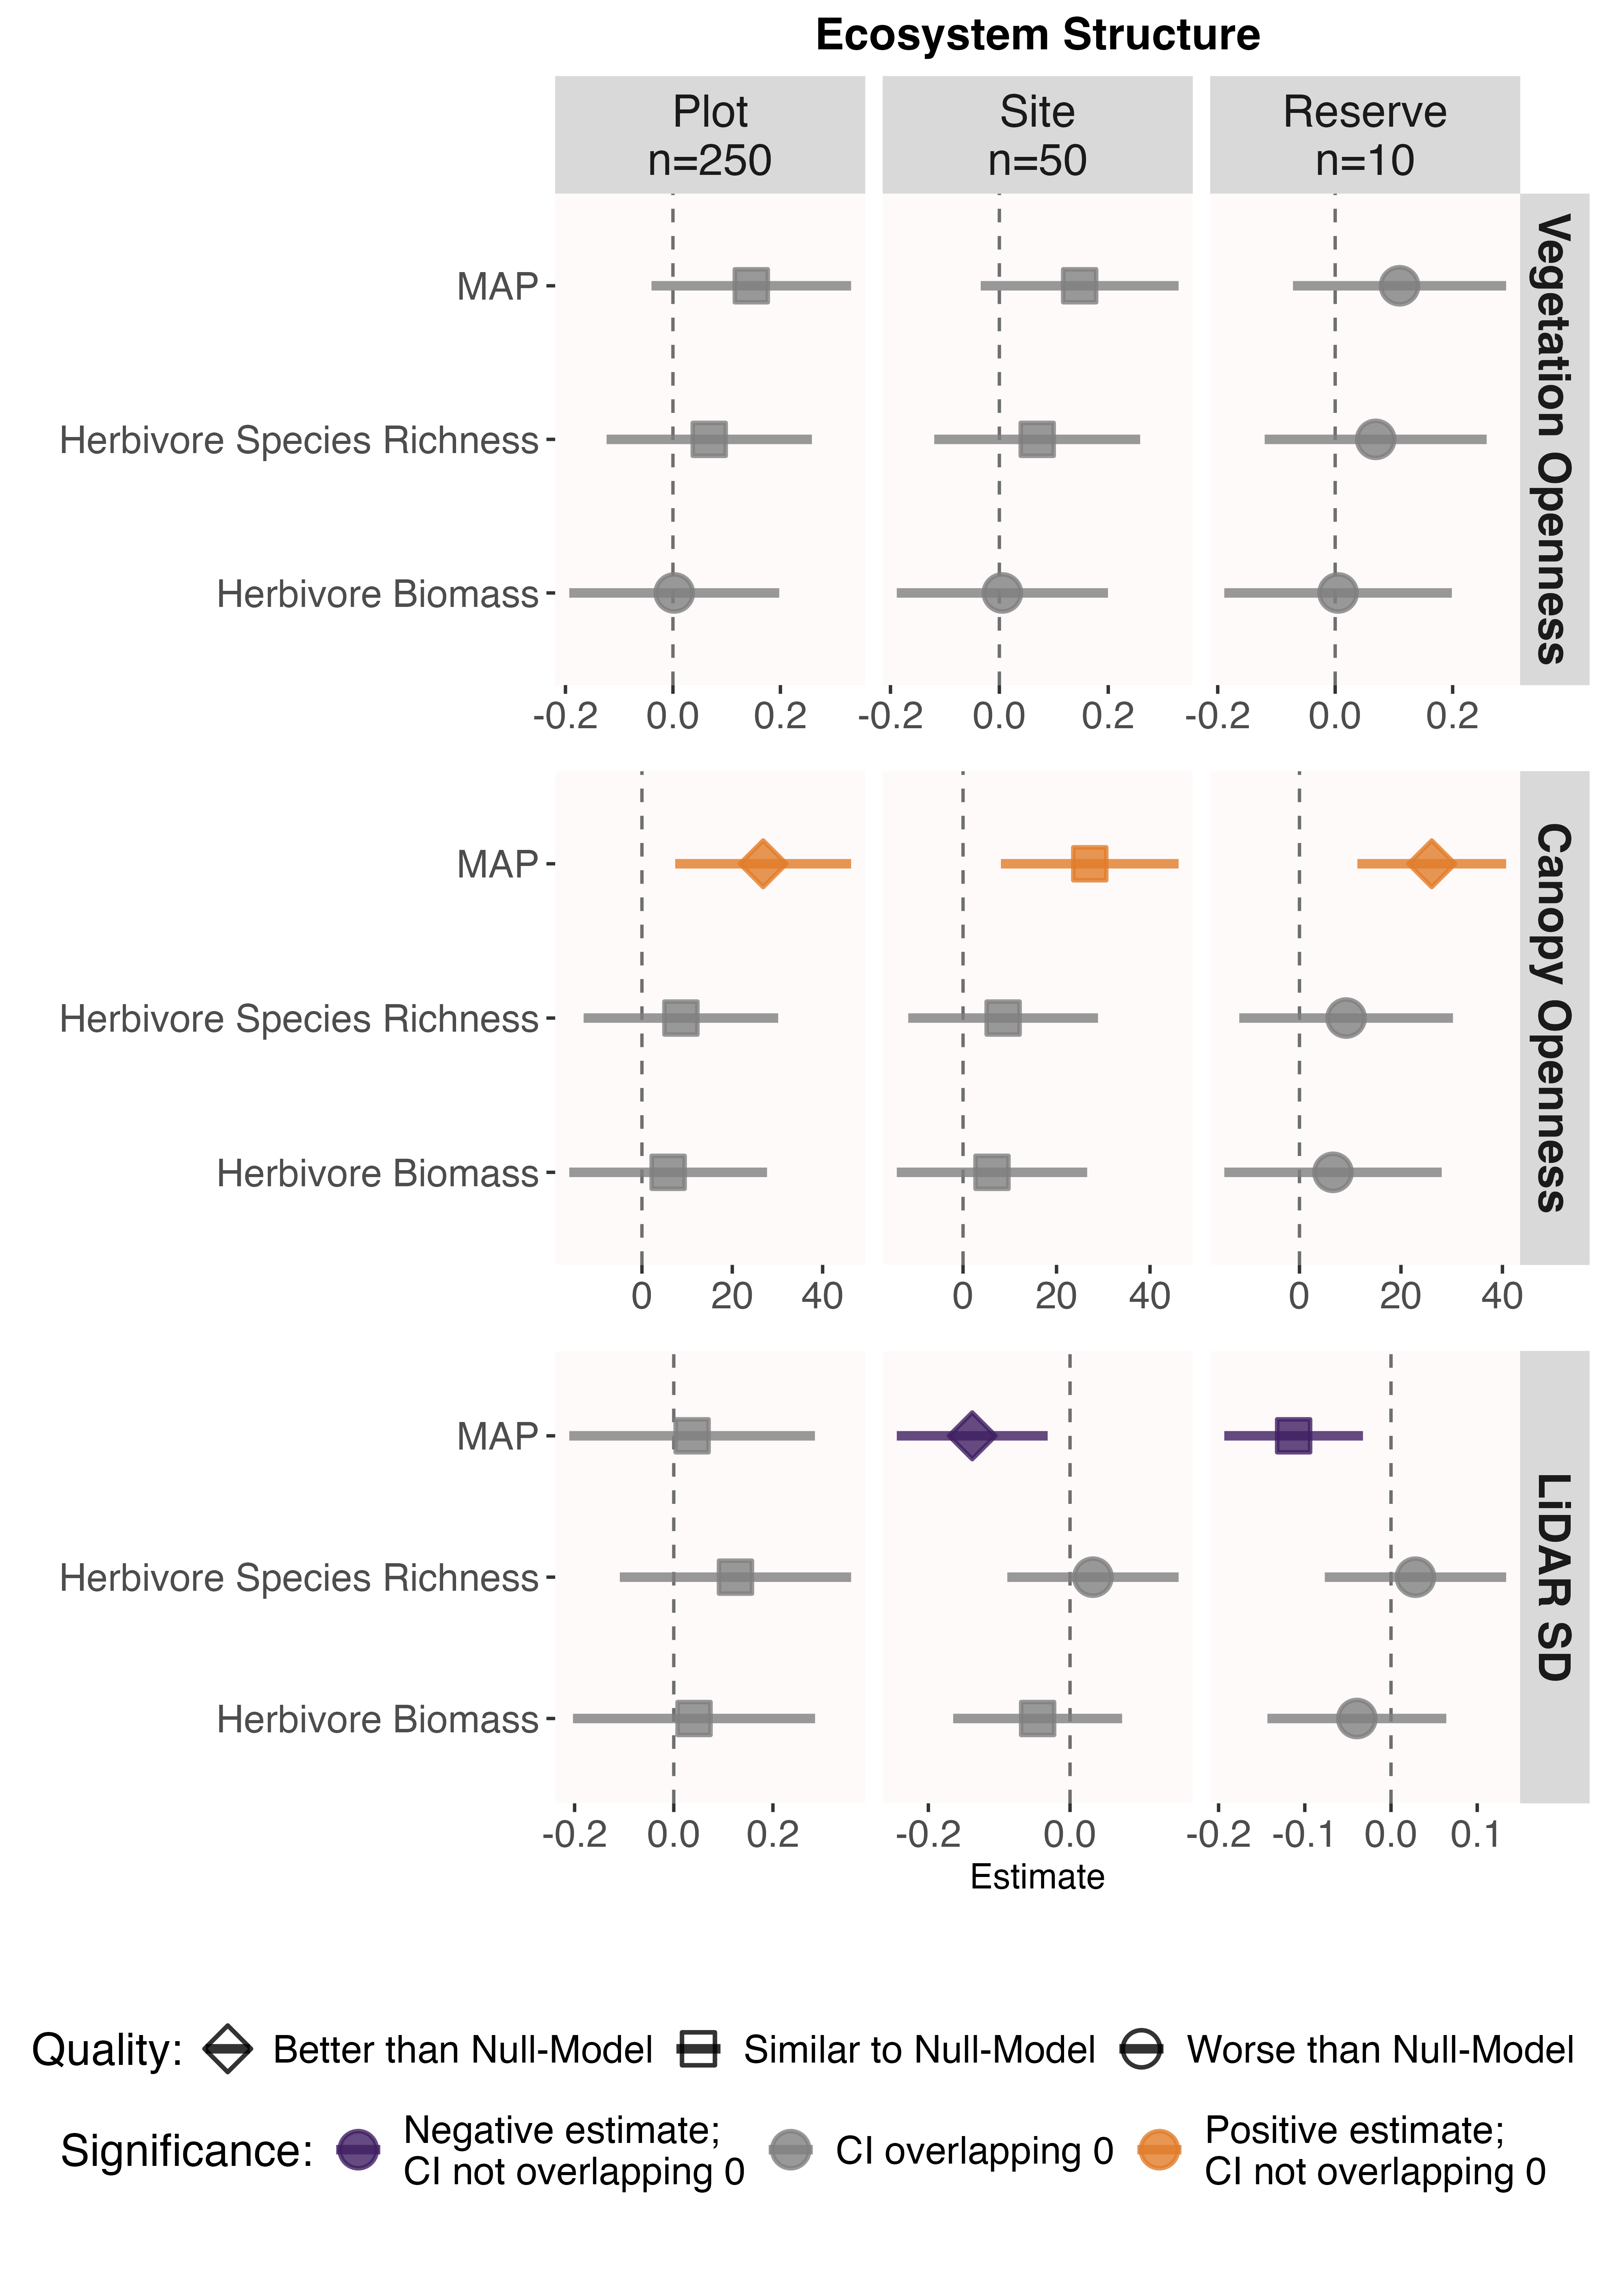 Ecosystem Structure
Plot
n=250
Site
n=50
Reserve
n=10
Vegetation Openness
MAP
Herbivore Species Richness
Herbivore Biomass
-0.2 0.0 0.2
-0.2 0.0 0.2
-0.2 0.0 0.2
Canopy Openness
MAP
Herbivore Species Richness
Herbivore Biomass
0 20 40
0 20 40
0 20 40
LiDAR SD
MAP
Herbivore Species Richness
Herbivore Biomass
-0.2 0.0 0.2
-0.2 0.0
-0.2 -0.1 0.0 0.1
Estimate
Quality: Better than Null-Model Similar to Null-Model Worse than Null-Model
Significance: Negative estimate;
CI not overlapping 0
CI overlapping 0
Positive estimate;
CI not overlapping 0